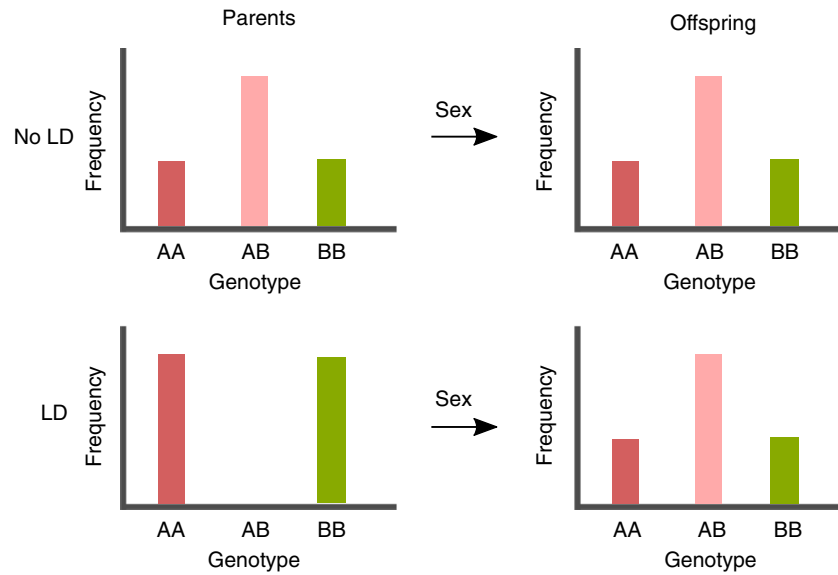 Parents
Offspring
No LD
Frequency
AA AB BB
Genotype
Sex
Frequency
AA AB BB
Genotype
LD
Frequency
AA AB BB
Genotype
Sex
Frequency
AA AB BB
Genotype